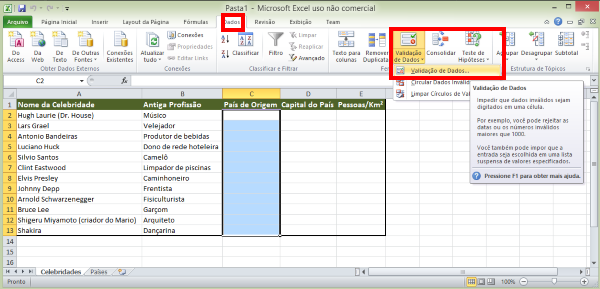 Pasta1 - Microsoft Excel uso não comercial
Arquivo Página Inicial Inserir Layout da Página Fórmulas Dados Revisão Exibição Team
Do Access
Da Web
De Texto
De Outras Fontes
Conexões Existentes
Obter Dados Externos
Atualizar tudo
Conexões
Propriedades
Editar Links
Conexões
Classificar
Filtro
Limpar
Reaplicar
Avançado
Classificar e Filtrar
Texto para colunas
Remover Duplicatas
Validação de Dados
Consolidar
Teste de Hipóteses
Agrupar
Desagrupar
Subtotal
Estrutura de Tópicos
Validação de Dados...
Circular Dados Inválid
Limpar Círculos de Val
Validação de Dados
Impedir que dados inválidos sejam
digitados em uma célula.
Por exemplo, você pode rejeitar as
datas ou os números inválidos
maiores que 1000.
Você também pode impor que a
entrada seja escolhida em uma lista
suspensa de valores especificados.
Pressione F1 para obter mais ajuda.
C2
fx
A B C D E
1 Nome da Celebridade Antiga Profissão País de Origem Capital do País Pessoas/Km²
2 Hugh Laurie (Dr. House) Músico
3 Lars Grael Velejador
4 Antonio Bandeiras Produtor de bebidas
5 Luciano Huck Dono de rede hoteleira
6 Silvio Santos Camelô
7 Clint Eastwood Limpador de piscinas
8 Elvis Presley Caminhoneiro
9 Johnny Depp Frentista
10 Arnold Schwarzenegger Fisiculturista
11 Bruce Lee Garçom
12 Shigeru Miyamoto (criador do Mario) Arquiteto
13 Shakira Dançarina
14
15
16
Celebridades Países
Pronto 100%